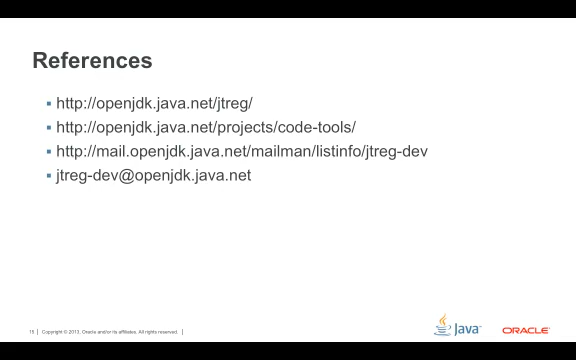 References
▪ http://openjdk.java.net/jtreg/
▪ http://openjdk.java.net/projects/code-tools/
▪ http://mail.openjdk.java.net/mailman/listinfo/jtreg-dev
▪ jtreg-dev@openjdk.java.net
15 | Copyright © 2013, Oracle and/or its affiliates. All rights reserved. |
Java™ ORACLE®